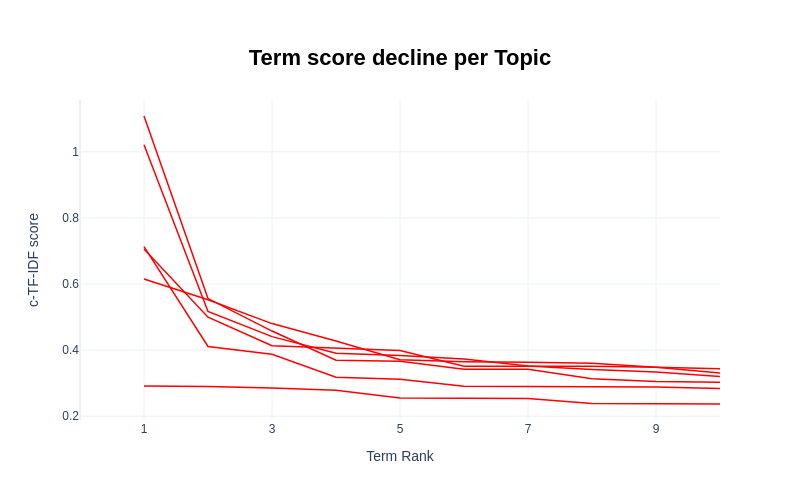 Term score decline per Topic
c-TF-IDF score
1
0.8
0.6
0.4
0.2
1 3 5 7 9
Term Rank